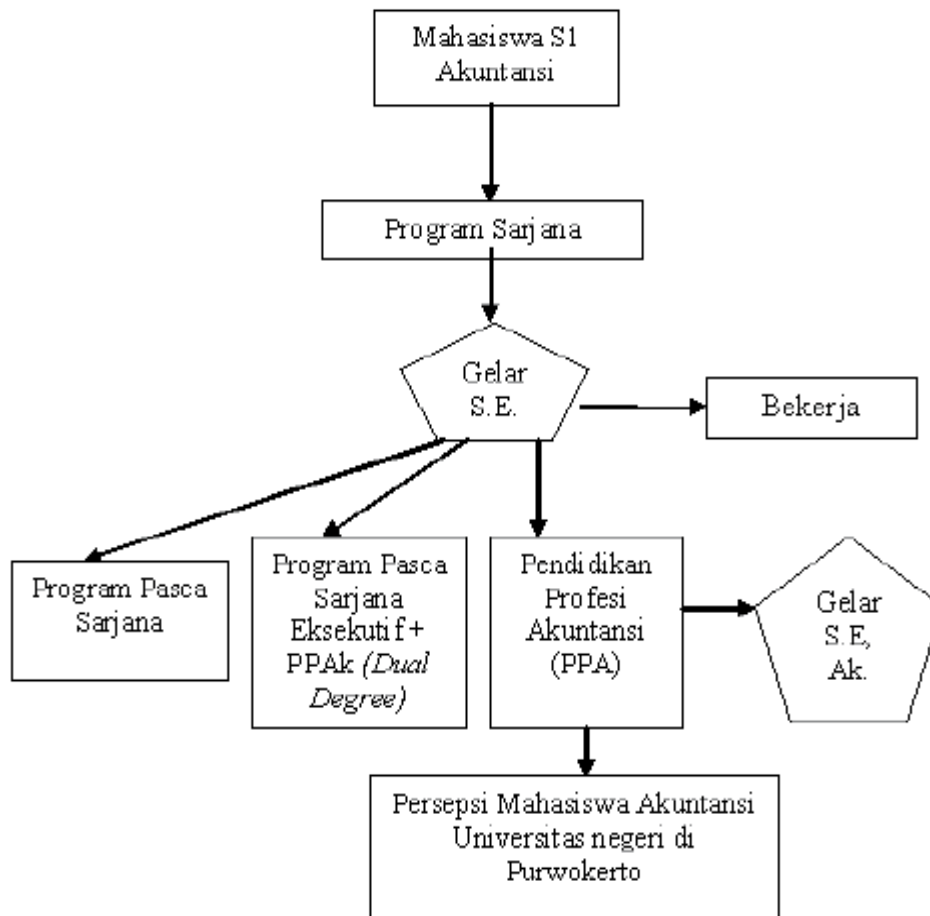 Mahasiswa S1
Akuntansi
Program Sarjana
Gelar
S.E.
Bekerja
Program Pasca
Sarjana
Program Pasca
Sarjana
Eksekutif+
PPAk (Dual
Degree)
Pendidikan
Profesi
Akuntansi
(PPA)
Gelar
S.E,
Ak.
Persepsi Mahasiswa Akuntansi
Universitas negeri di
Purwokerto